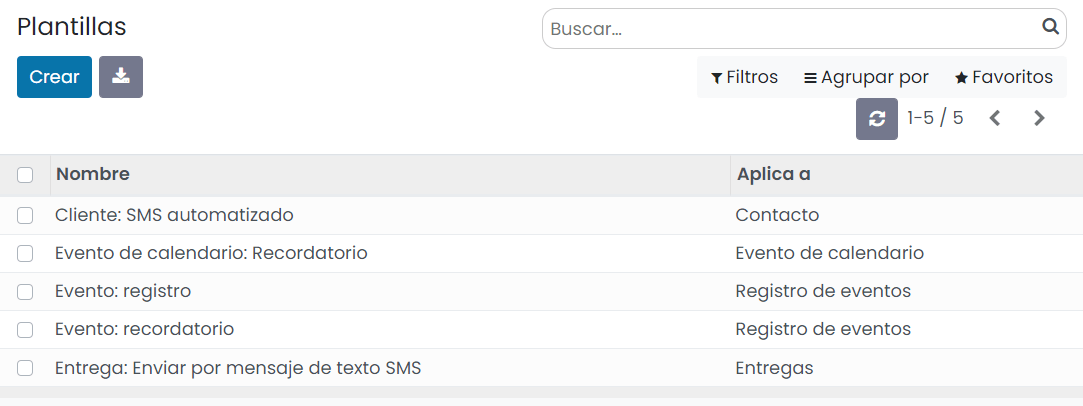 Plantillas
Buscar...
Crear
Filtros Agrupar por Favoritos
1-5 / 5
Nombre Aplica a
Cliente: SMS automatizado Contacto
Evento de calendario: Recordatorio Evento de calendario
Evento: registro Registro de eventos
Evento: recordatorio Registro de eventos
Entrega: Enviar por mensaje de texto SMS Entregas